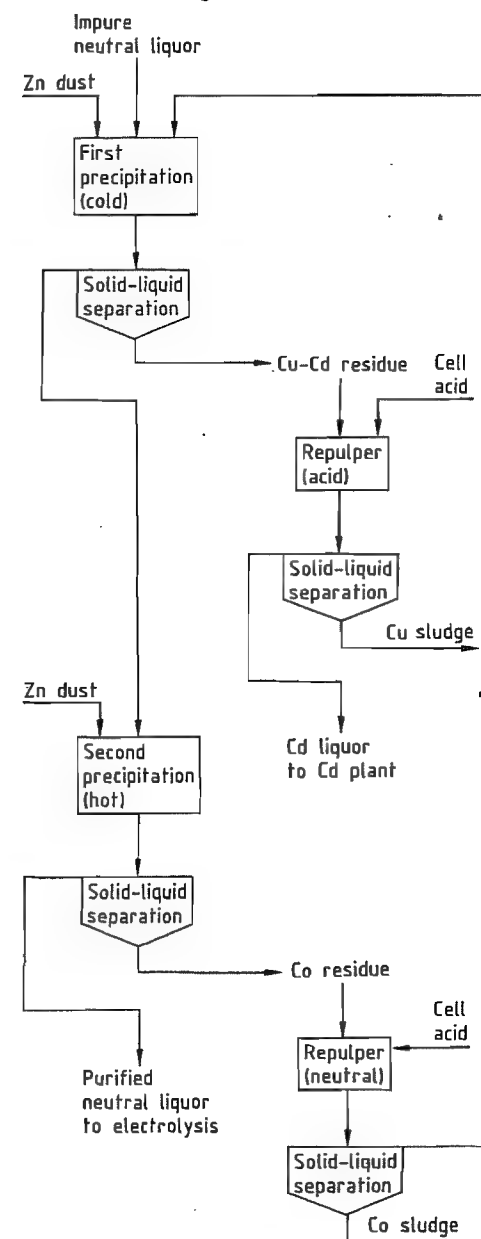 Impure
neutral liquor
Zn dust
First
precipitation
(cold)
Solid-liquid
separation
Cu-Cd residue
Cell
acid
Repulper
(acid)
Solid-liquid
separation
Cu sludge
Zn dust
Second
precipitation
(hot)
Cd liquor
to Cd plant
Solid-liquid
separation
Co residue
Cell
acid
Repulper
(neutral)
Purified
neutral liquor
to electrolysis
Solid-liquid
separation
Co sludge